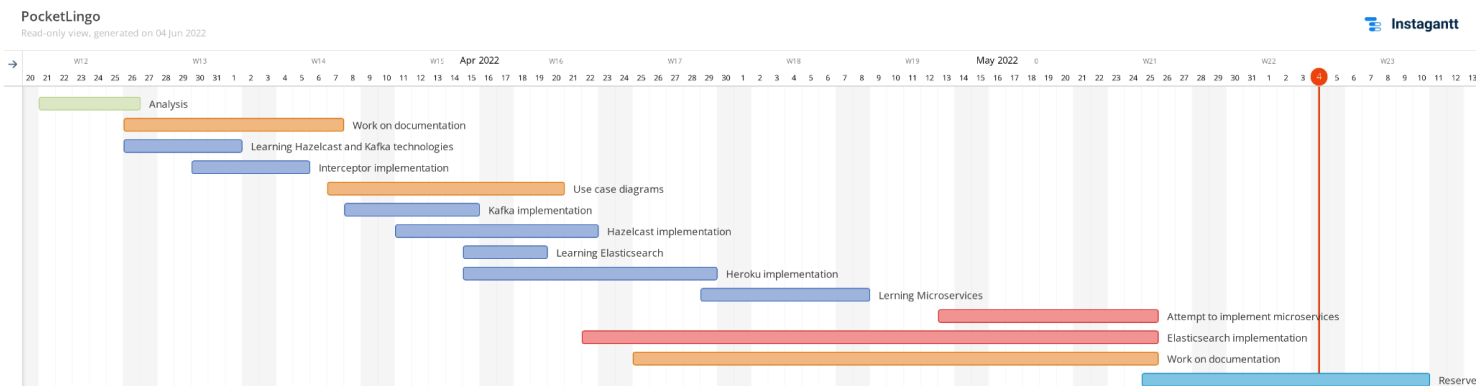 PocketLingo
Read-only view, generated on 04 Jun 2022
Instagantt
W12 W13 W14 W15 Apr 2022 W16 W17 W18 W19 May 2022 0 W21 W22 W23
20 21 22 23 24 25 26 27 28 29 30 31 1 2 3 4 5 6 7 8 9 10 11 12 13 14 15 16 17 18 19 20 21 22 23 24 25 26 27 28 29 30 1 2 3 4 5 6 7 8 9 10 11 12 13 14 15 16 17 18 19 20 21 22 23 24 25 26 27 28 29 30 31 1 2 3 4 5 6 7 8 9 10 11 12 13
Analysis
Work on documentation
Learning Hazelcast and Kafka technologies
Interceptor implementation
Use case diagrams
Kafka implementation
Hazelcast implementation
Learning Elasticsearch
Heroku implementation
Lerning Microservices
Attempt to implement microservices
Elasticsearch implementation
Work on documentation
Reserve